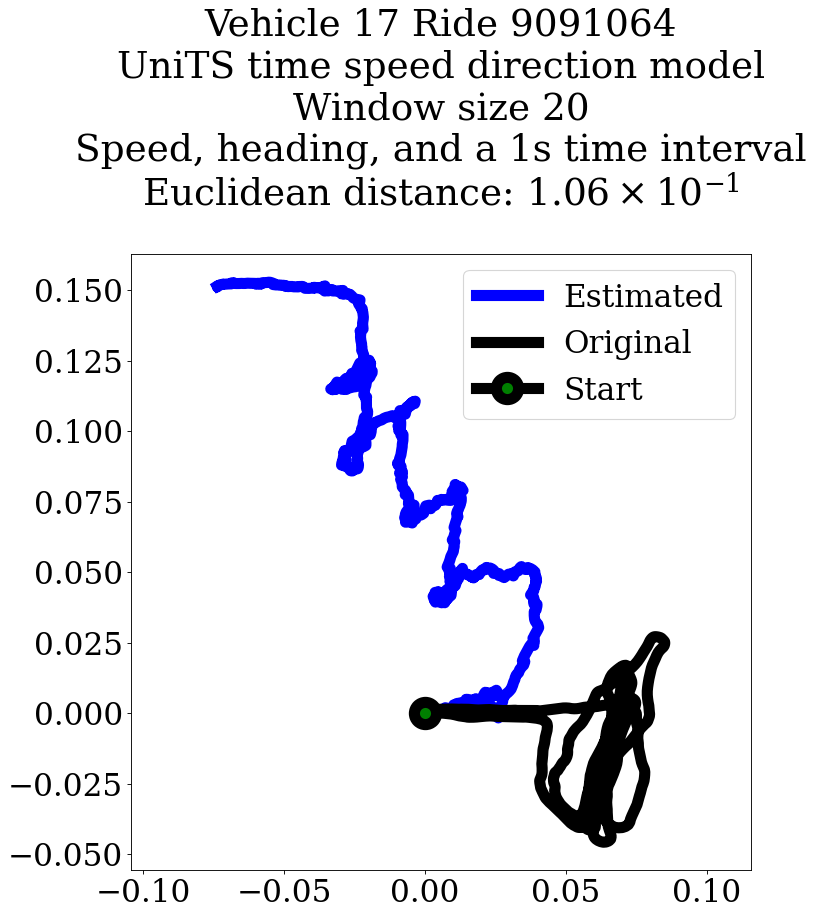 Vehicle 17 Ride 9091064
UniTS time speed direction model
Window size 20
Speed, heading, and a 1s time interval
Euclidean distance: 1.06 × 10⁻¹
Estimated
Original
Start
0.150
0.125
0.100
0.075
0.050
0.025
0.000
−0.025
−0.050
−0.10 −0.05 0.00 0.05 0.10